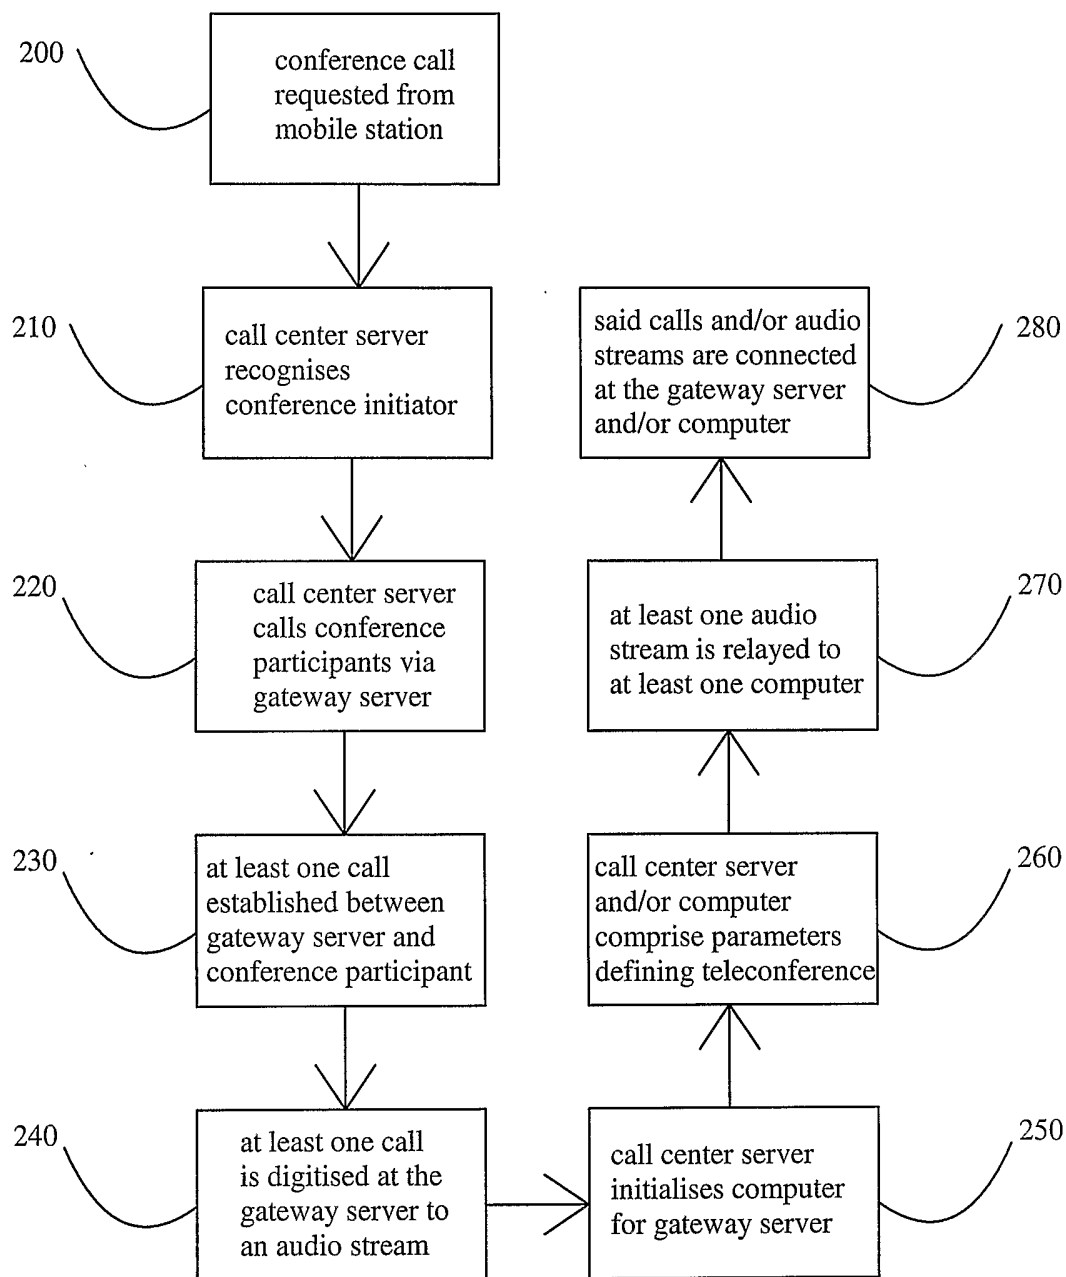 200
conference call
requested from
mobile station
210
call center server
recognises
conference initiator
220
call center server
calls conference
participants via
gateway server
230
at least one call
established between
gateway server and
conference participant
240
at least one call
is digitised at the
gateway server to
an audio stream
250
call center server
initialises computer
for gateway server
260
call center server
and/or computer
comprise parameters
defining teleconference
270
at least one audio
stream is relayed to
at least one computer
280
said calls and/or audio
streams are connected
at the gateway server
and/or computer